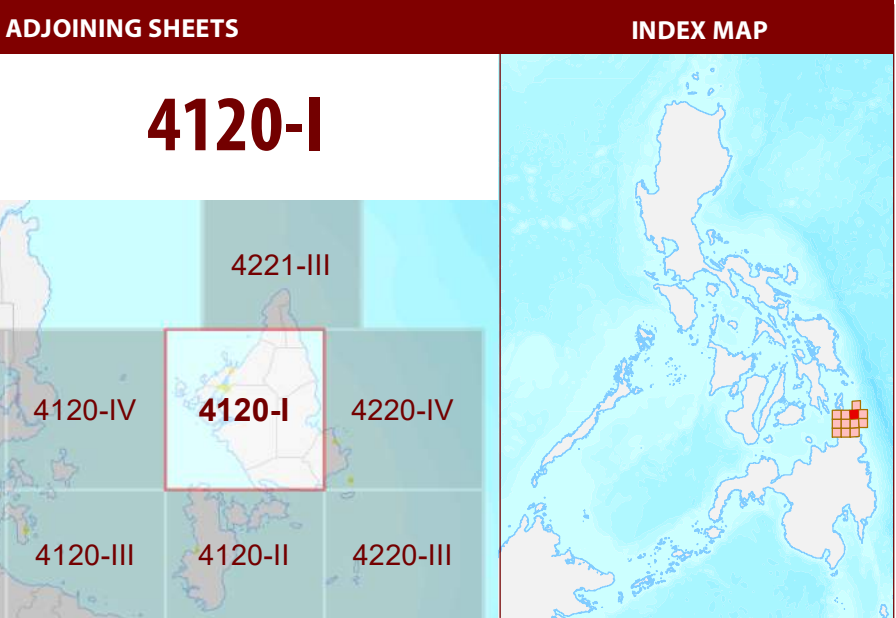 ADJOINING SHEETS
INDEX MAP
4120-I
4221-III
4120-IV
4120-I
4220-IV
4120-III
4120-II
4220-III